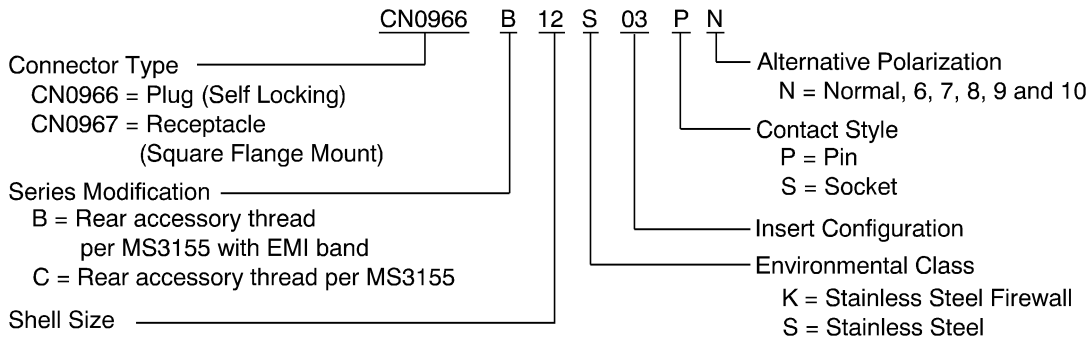 CN0966 B 12 S 03 P N
Connector Type
CN0966 = Plug (Self Locking)
CN0967 = Receptacle
(Square Flange Mount)
Series Modification
B = Rear accessory thread
per MS3155 with EMI band
C = Rear accessory thread per MS3155
Shell Size
Alternative Polarization
N = Normal, 6, 7, 8, 9 and 10
Contact Style
P = Pin
S = Socket
Insert Configuration
Environmental Class
K = Stainless Steel Firewall
S = Stainless Steel